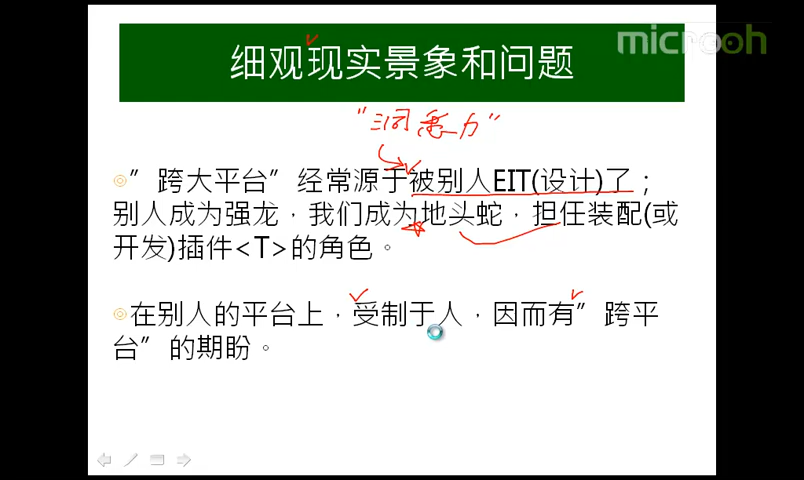 microoh
细观现实景象和问题
“洞悉力”
”跨大平台”经常源于被别人EIT(设计)了；
别人成为强龙，我们成为地头蛇，担任装配(或
开发)插件<T>的角色。
在别人的平台上，受制于人，因而有”跨平
台”的期盼。